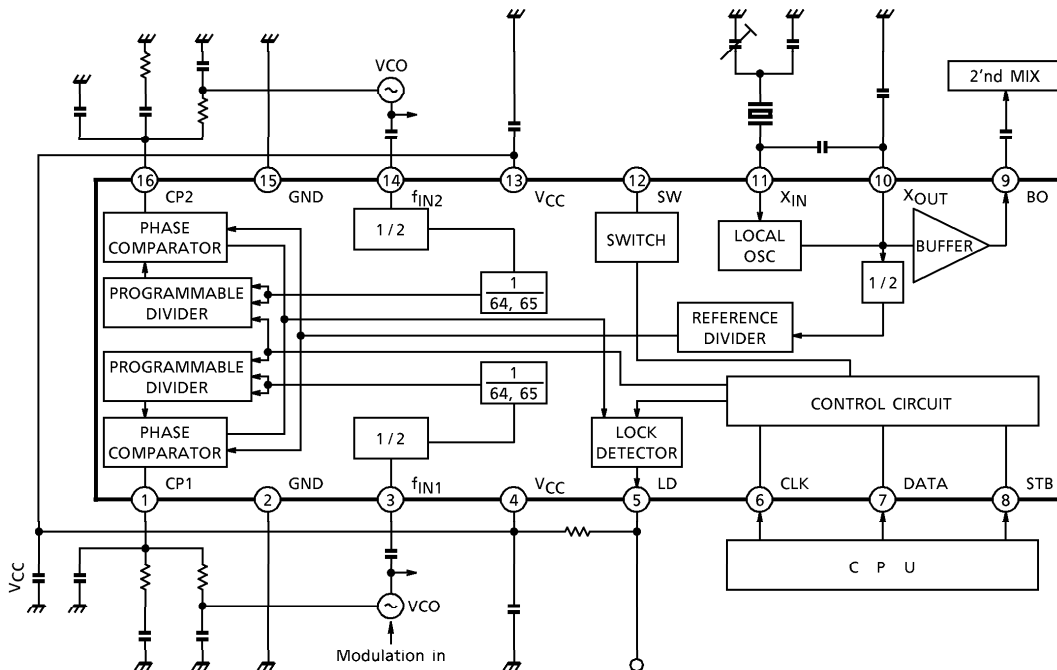 VCO
2'nd MIX
16
15
14
13
12
11
10
9
CP2
GND
fIN2
VCC
SW
XIN
XOUT
BO
PHASE
COMPARATOR
1/2
SWITCH
LOCAL
OSC
BUFFER
PROGRAMMABLE
DIVIDER
1
64, 65
1/2
REFERENCE
DIVIDER
PROGRAMMABLE
DIVIDER
1
64, 65
CONTROL CIRCUIT
PHASE
COMPARATOR
1/2
LOCK
DETECTOR
CP1
GND
fIN1
VCC
LD
CLK
DATA
STB
1
2
3
4
5
6
7
8
VCC
C P U
VCO
Modulation in